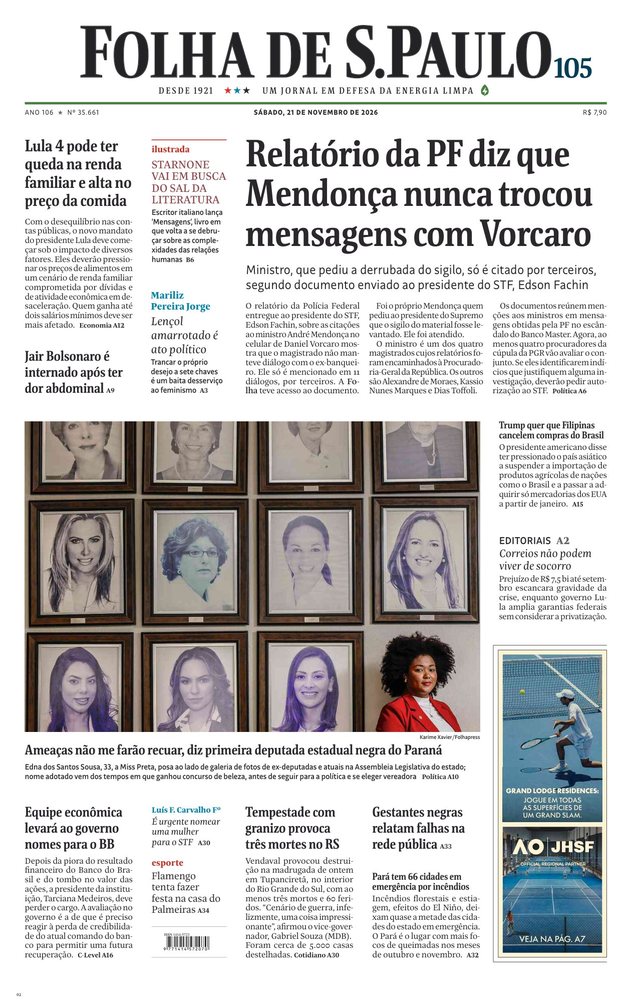 FOLHA DE S.PAULO 105
DESDE 1921 ★★★ UM JORNAL EM DEFESA DA ENERGIA LIMPA
ANO 106 ★ Nº 35.661
SÁBADO, 21 DE NOVEMBRO DE 2026
R$ 7,90
Lula 4 pode ter
queda na renda
familiar e alta no
preço da comida
Com o desequilíbrio nas con-
tas públicas, o novo mandato
do presidente Lula deve come-
çar sob o impacto de diversos
fatores. Eles deverão pressio-
nar os preços de alimentos em
um cenário de renda familiar
comprometida por dívidas e
de atividade econômica em de-
saceleração. Quem ganha até
dois salários mínimos deve ser
mais afetado. Economia A12
Jair Bolsonaro é
internado após ter
dor abdominal A9
ilustrada
STARNONE
VAI EM BUSCA
DO SAL DA
LITERATURA
Escritor italiano lança
'Mensagens', livro em
que volta a se debru-
çar sobre as comple-
xidades das relações
humanas B6
Mariliz
Pereira Jorge
Lençol
amarrotado é
ato político
Trancar o próprio
desejo a sete chaves
é um baita desserviço
ao feminismo A3
Relatório da PF diz que
Mendonça nunca trocou
mensagens com Vorcaro
Ministro, que pediu a derrubada do sigilo, só é citado por terceiros,
segundo documento enviado ao presidente do STF, Edson Fachin
O relatório da Polícia Federal
entregue ao presidente do STF,
Edson Fachin, sobre as citações
ao ministro André Mendonça no
celular de Daniel Vorcaro mos-
tra que o magistrado não man-
teve diálogo com o ex-banquei-
ro. Ele só é mencionado em 11
diálogos, por terceiros. A Fo-
lha teve acesso ao documento.
Foi o próprio Mendonça quem
pediu ao presidente do Supremo
que o sigilo do material fosse le-
vantado. Ele foi atendido.
O ministro é um dos quatro
magistrados cujos relatórios fo-
ram encaminhados à Procurado-
ria-Geral da República. Os outros
são Alexandre de Moraes, Kassio
Nunes Marques e Dias Toffoli.
Os documentos reúnem men-
ções aos ministros em mensa-
gens obtidas pela PF no escân-
dalo do Banco Master. Agora, ao
menos quatro procuradores da
cúpula da PGR vão avaliar o con-
junto. Se eles identificarem indí-
cios que justifiquem alguma in-
vestigação, deverão pedir auto-
rização ao STF. Política A6
Trump quer que Filipinas
cancelem compras do Brasil
O presidente americano disse
ter pressionado o país asiático
a suspender a importação de
produtos agrícolas de nações
como o Brasil e a passar a ad-
quirir só mercadorias dos EUA
a partir de janeiro. A15
EDITORIAIS A2
Correios não podem
viver de socorro
Prejuízo de R$ 7,5 bi até setem-
bro escancara gravidade da
crise, enquanto governo Lu-
la amplia garantias federais
sem considerar a privatização.
Karime Xavier/Folhapress
Ameaças não me farão recuar, diz primeira deputada estadual negra do Paraná
Edna dos Santos Sousa, 33, a Miss Preta, posa ao lado de galeria de fotos de ex-deputadas e atuais na Assembleia Legislativa do estado;
nome adotado vem dos tempos em que ganhou concurso de beleza, antes de seguir para a política e se eleger vereadora Política A10
GRAND LODGE RESIDENCES:
JOGUE EM TODAS
AS SUPERFÍCIES DE
UM GRAND SLAM.
AO JHSF
OFFICIAL REGIONAL PARTNER
VEJA NA PÁG. A7
Equipe econômica
levará ao governo
nomes para o BB
Depois da piora do resultado
financeiro do Banco do Bra-
sil e do tombo no valor das
ações, a presidente da institu-
ição, Tarciana Medeiros, deve
perder o cargo. A avaliação no
governo é a de que é preciso
reagir à perda de credibilida-
de do atual comando do ban-
co para permitir uma futura
recuperação. C-Level A16
Luís F. Carvalho Fº
É urgente nomear
uma mulher
para o STF A30
esporte
Flamengo
tenta fazer
festa na casa do
Palmeiras A34
Tempestade com
granizo provoca
três mortes no RS
Vendaval provocou destrui-
ção na madrugada de ontem
em Tupanciretã, no interior
do Rio Grande do Sul, com ao
menos três mortos e 60 feri-
dos. "Cenário de guerra, infe-
lizmente, uma coisa impressi-
onante", afirmou o vice-gover-
nador, Gabriel Souza (MDB).
Foram cerca de 5.000 casas
destelhadas. Cotidiano A30
Gestantes negras
relatam falhas na
rede pública A33
Pará tem 66 cidades em
emergência por incêndios
Incêndios florestais e estia-
gem, efeitos do El Niño, dei-
xam quase a metade das cida-
des do estado em emergência.
O Pará é o lugar com mais fo-
cos de queimadas nos meses
de outubro e novembro. A32